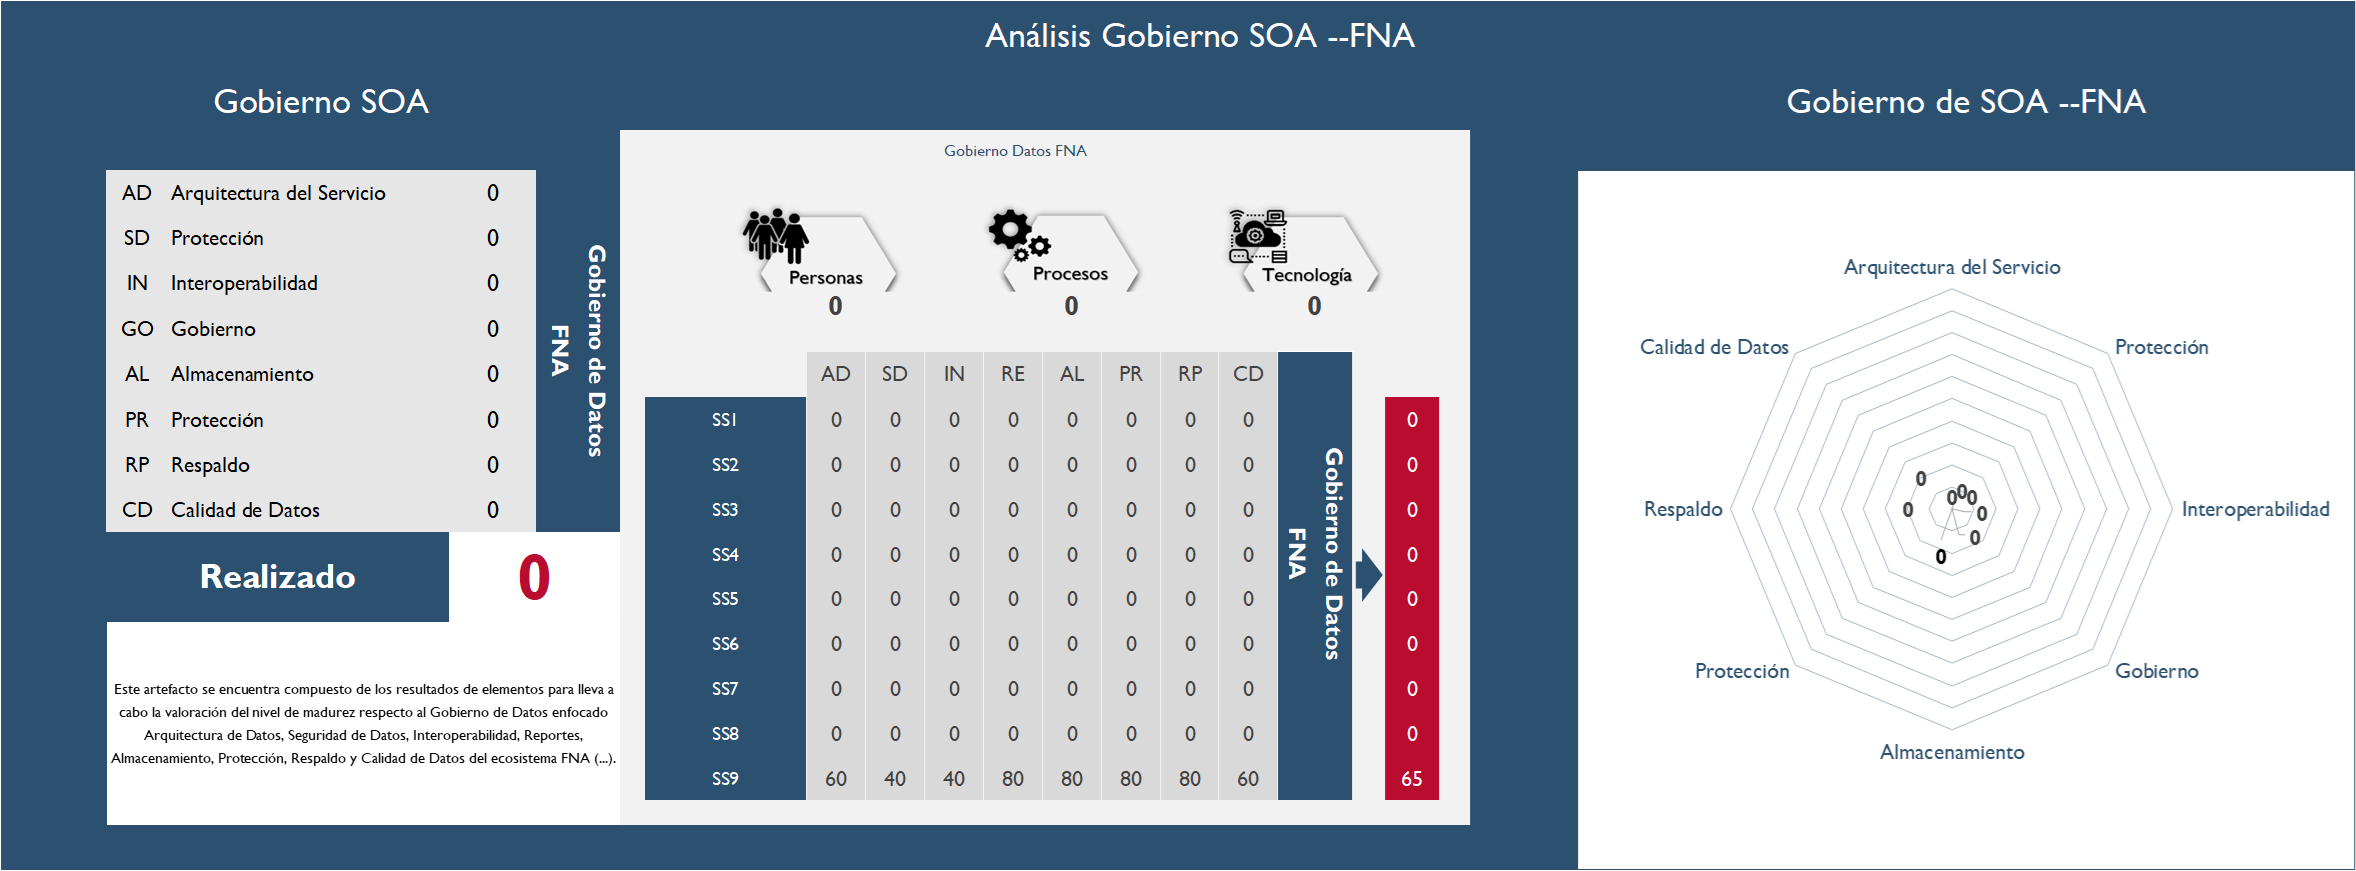 Análisis Gobierno SOA --FNA
Gobierno SOA
AD Arquitectura del Servicio 0
SD Protección 0
IN Interoperabilidad 0
GO Gobierno 0
AL Almacenamiento 0
PR Protección 0
RP Respaldo 0
CD Calidad de Datos 0
Gobierno de Datos
FNA
Realizado 0
Este artefacto se encuentra compuesto de los resultados de elementos para lleva a
cabo la valoración del nivel de madurez respecto al Gobierno de Datos enfocado
Arquitectura de Datos, Seguridad de Datos, Interoperabilidad, Reportes,
Almacenamiento, Protección, Respaldo y Calidad de Datos del ecosistema FNA (...).
Gobierno Datos FNA
Personas Procesos Tecnología
0 0 0
AD SD IN RE AL PR RP CD
SS1 0 0 0 0 0 0 0 0 0
SS2 0 0 0 0 0 0 0 0 0
SS3 0 0 0 0 0 0 0 0 0
SS4 0 0 0 0 0 0 0 0 0
SS5 0 0 0 0 0 0 0 0 0
SS6 0 0 0 0 0 0 0 0 0
SS7 0 0 0 0 0 0 0 0 0
SS8 0 0 0 0 0 0 0 0 0
SS9 60 40 40 80 80 80 80 60 65
Gobierno de Datos
FNA
Gobierno de SOA --FNA
Arquitectura del Servicio
Calidad de Datos Protección
0
0 0 0
Respaldo 0 0 Interoperabilidad
0
0
Protección Gobierno
Almacenamiento